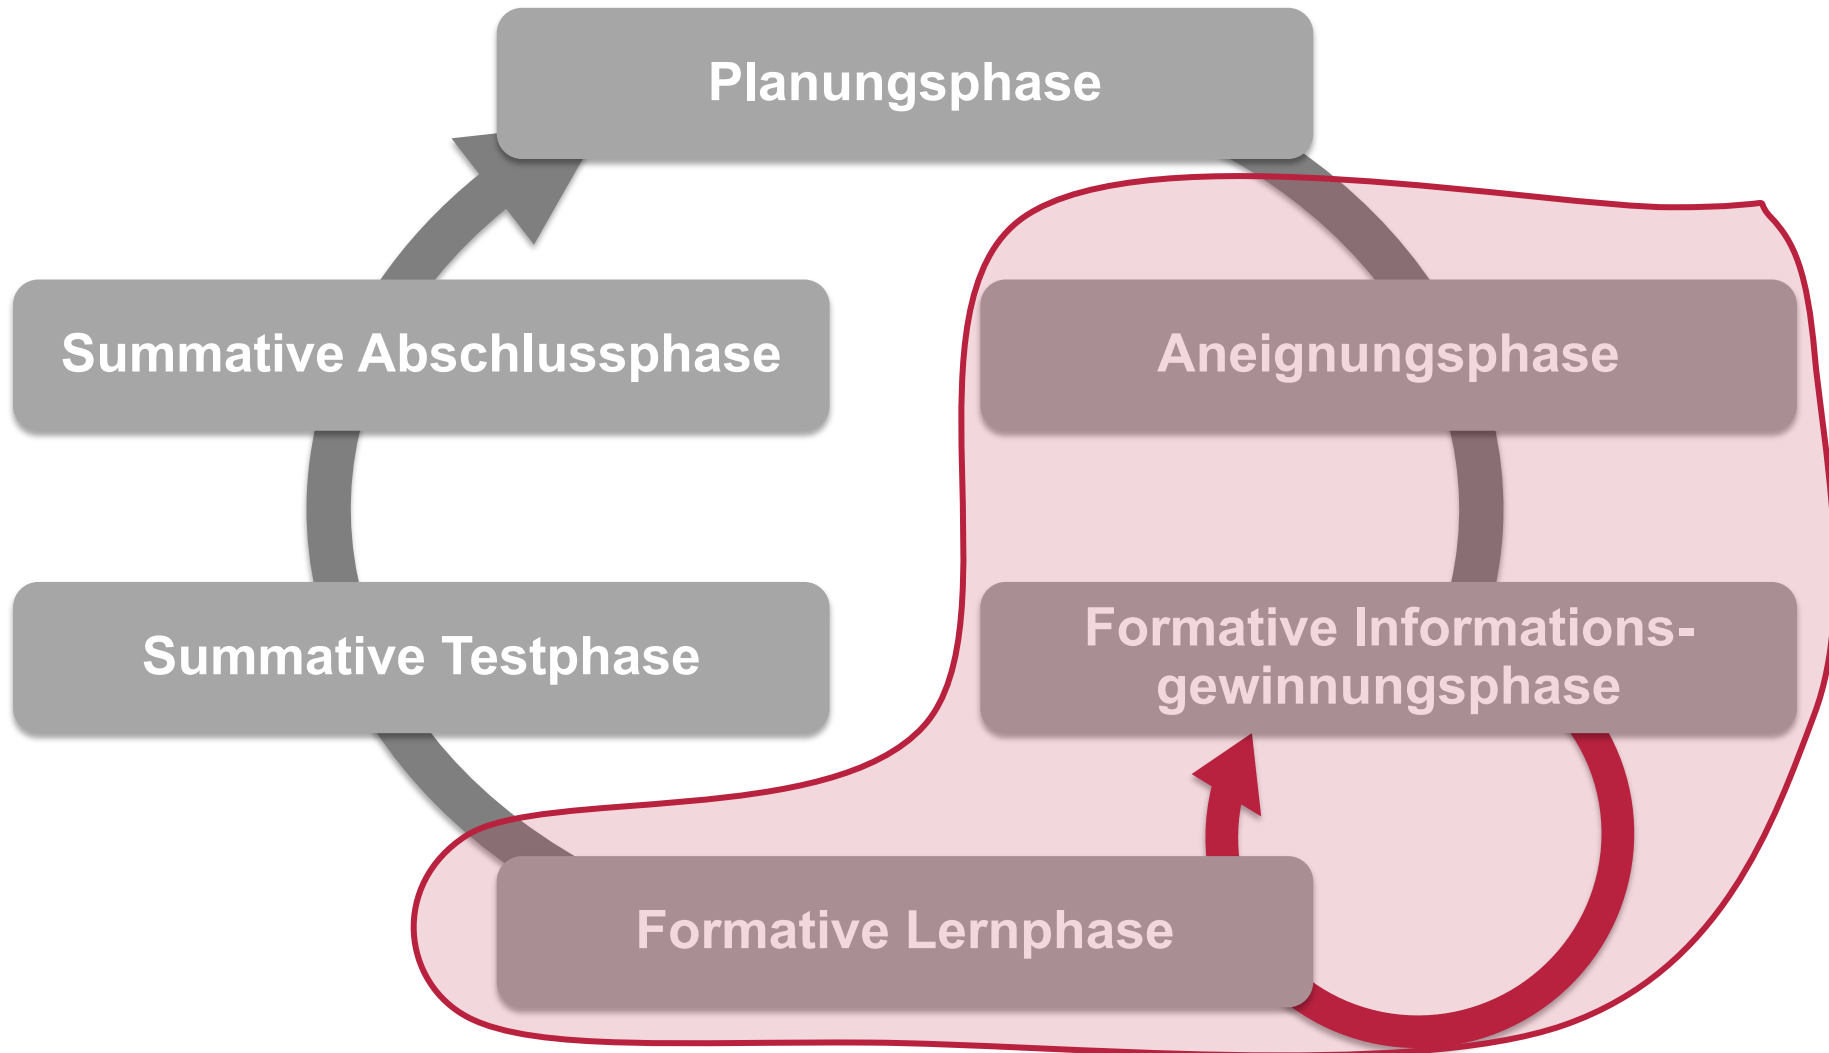 Planungsphase
Summative Abschlussphase
Aneignungsphase
Summative Testphase
Formative Informations-
gewinnungsphase
Formative Lernphase